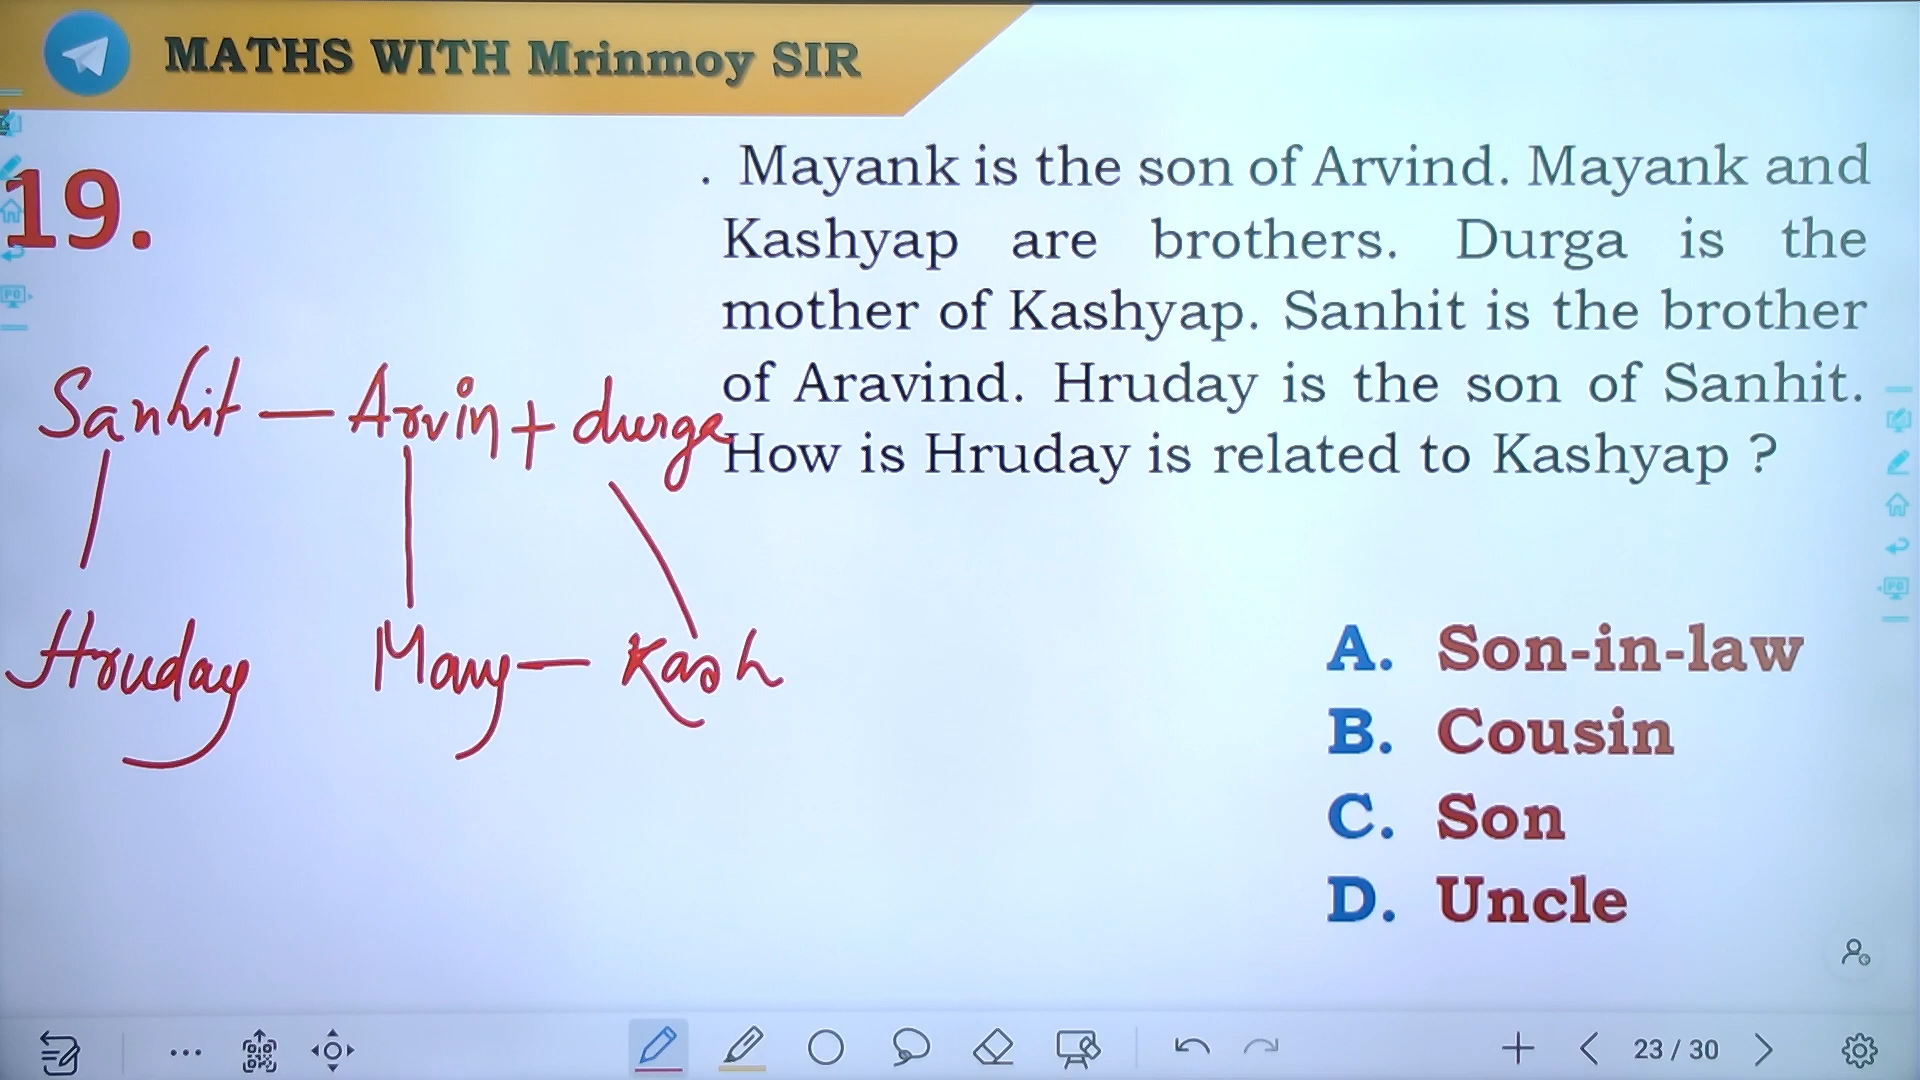 MATHS WITH Mrinmoy SIR
19.
. Mayank is the son of Arvind. Mayank and
Kashyap are brothers. Durga is the
mother of Kashyap. Sanhit is the brother
of Aravind. Hruday is the son of Sanhit.
How is Hruday is related to Kashyap ?
Sanhit — Arvin + durga
Hruday May — Kash
A. Son-in-law
B. Cousin
C. Son
D. Uncle
23 / 30